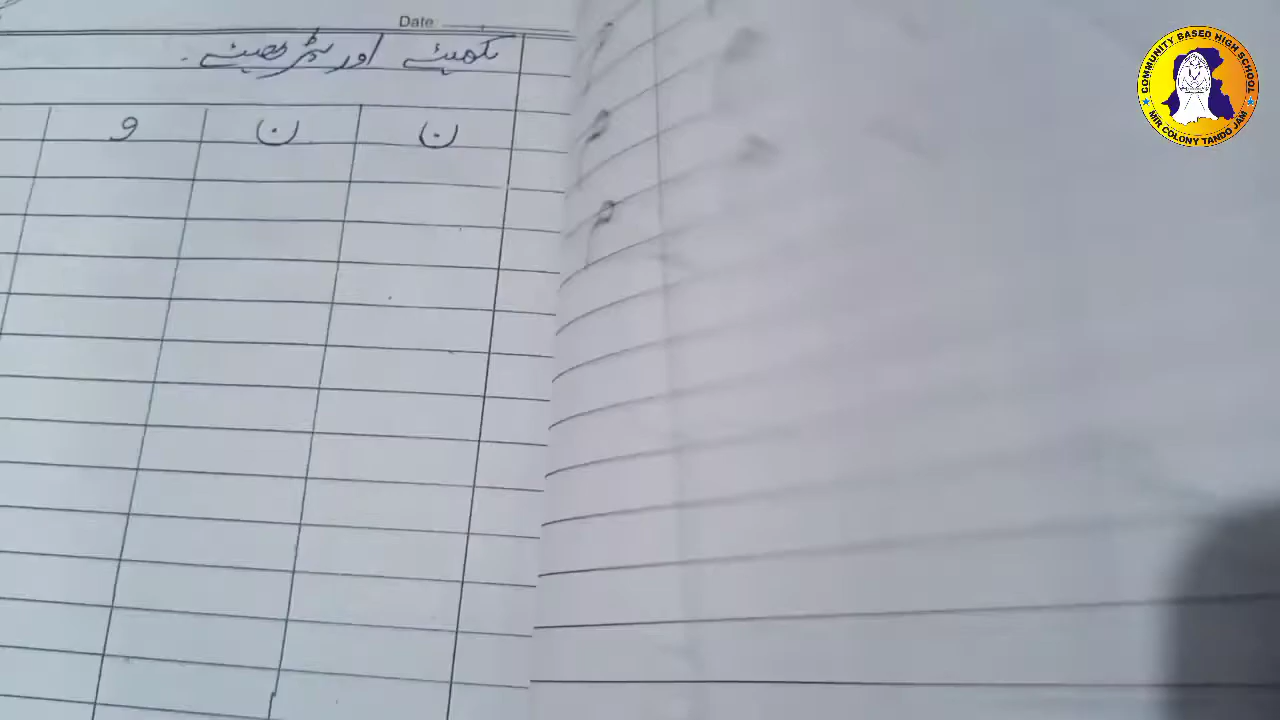 Date:
لکھیئے اور پڑھیئے.
ن ن و
COMMUNITY BASED HIGH SCHOOL
MIR COLONY TANDO JAM